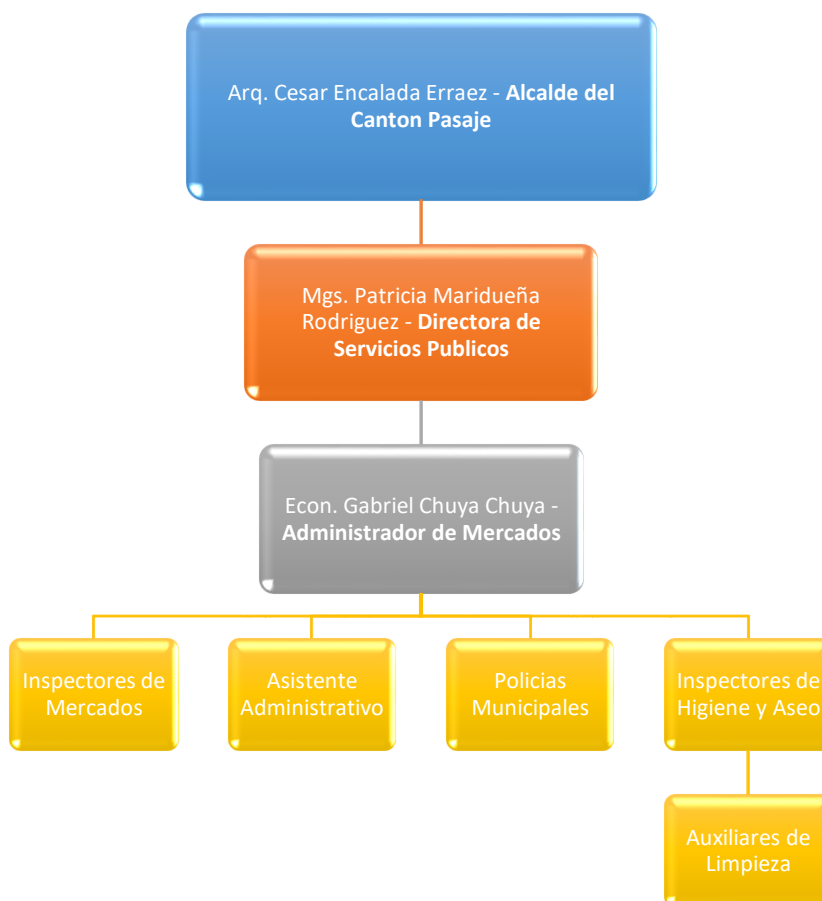 Arq. Cesar Encalada Erraez - Alcalde del
Canton Pasaje
Mgs. Patricia Maridueña
Rodriguez - Directora de
Servicios Publicos
Econ. Gabriel Chuya Chuya -
Administrador de Mercados
Inspectores de
Mercados
Asistente
Administrativo
Policias
Municipales
Inspectores de
Higiene y Aseo
Auxiliares de
Limpieza